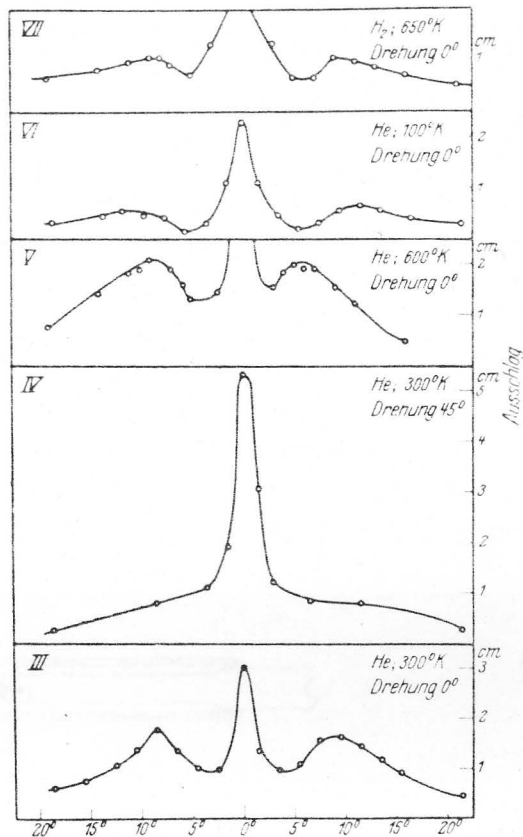 VII
H₂; 650°K
Drehung 0°
cm
1
VI
He; 100°K
Drehung 0°
2
1
V
He; 600°K
Drehung 0°
cm
2
1
IV
He; 300°K
Drehung 45°
cm
5
4
3
2
1
Ausschlag
III
He; 300°K
Drehung 0°
cm
3
2
1
20° 15° 10° 5° 0° 5° 10° 15° 20°